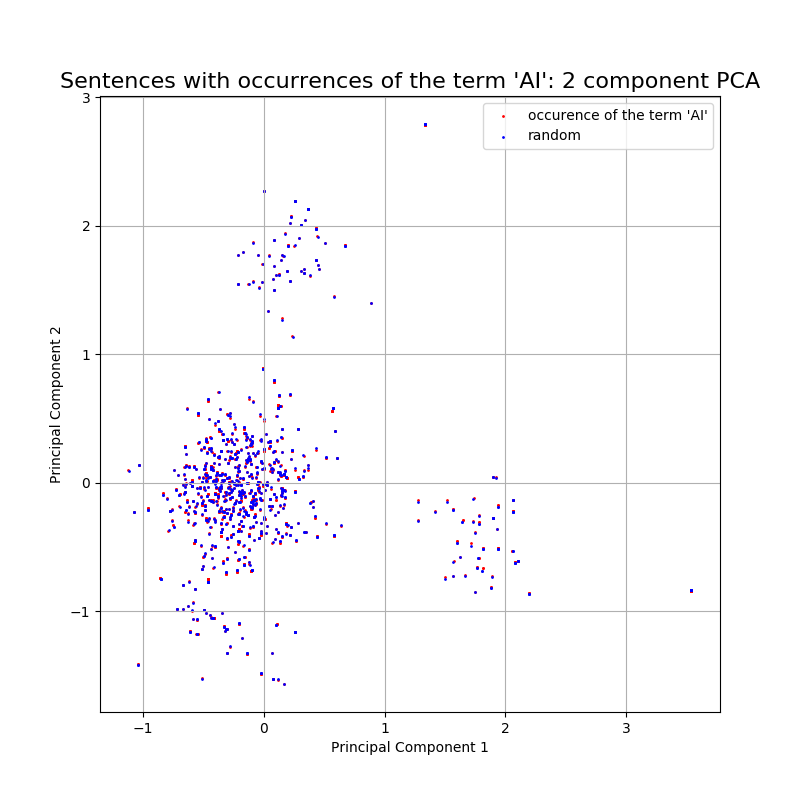 Sentences with occurrences of the term 'AI': 2 component PCA
occurence of the term 'AI'
random
3
2
1
0
−1
Principal Component 2
−1 0 1 2 3
Principal Component 1